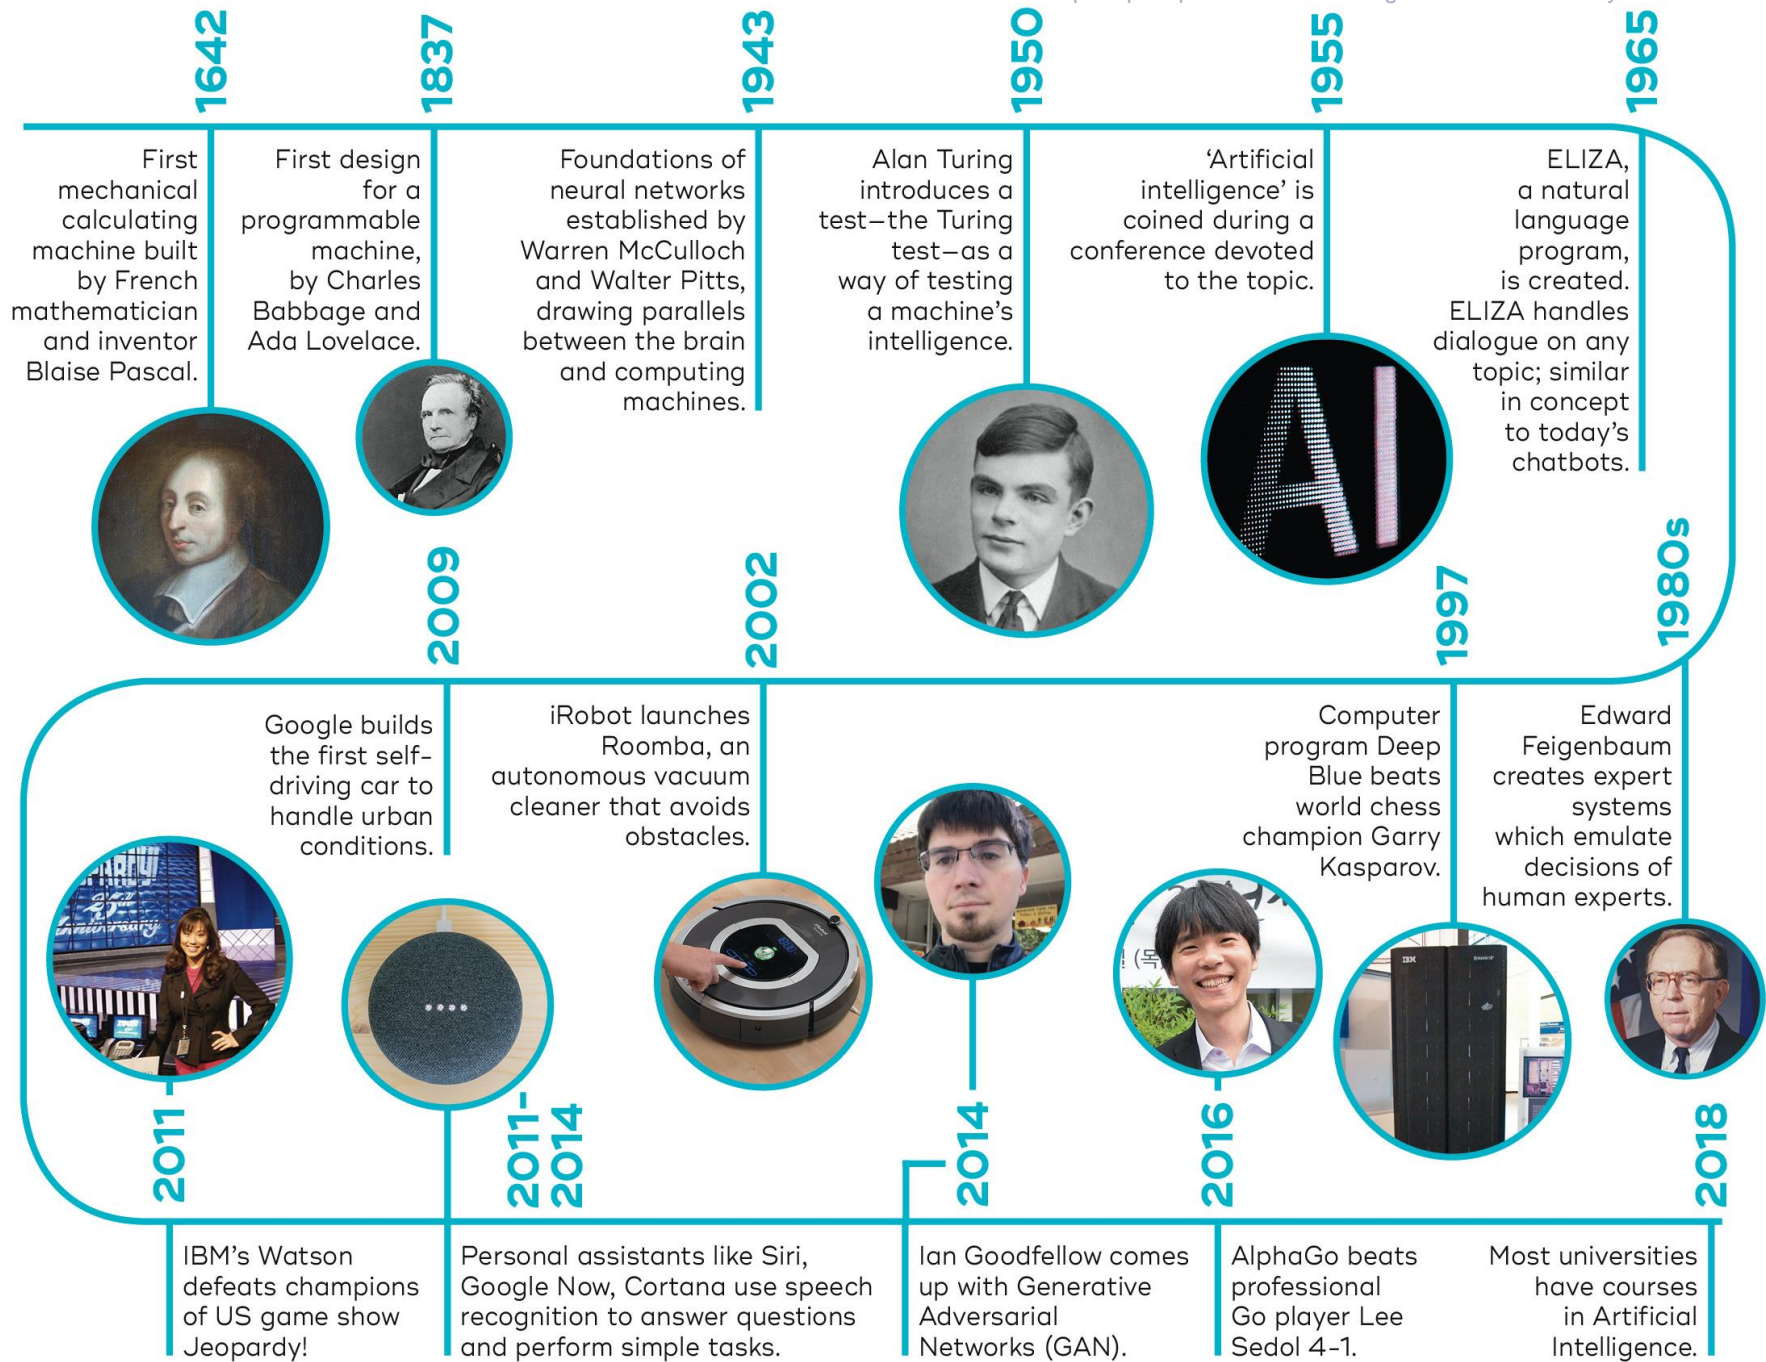 1642
First
mechanical
calculating
machine built
by French
mathematician
and inventor
Blaise Pascal.
1837
First design
for a
programmable
machine,
by Charles
Babbage and
Ada Lovelace.
1943
Foundations of
neural networks
established by
Warren McCulloch
and Walter Pitts,
drawing parallels
between the brain
and computing
machines.
1950
Alan Turing
introduces a
test—the Turing
test—as a
way of testing
a machine’s
intelligence.
1955
‘Artificial
intelligence’ is
coined during a
conference devoted
to the topic.
AI
1965
ELIZA,
a natural
language
program,
is created.
ELIZA handles
dialogue on any
topic; similar
in concept
to today’s
chatbots.
1980s
Edward
Feigenbaum
creates expert
systems
which emulate
decisions of
human experts.
1997
Computer
program Deep
Blue beats
world chess
champion Garry
Kasparov.
IBM
2002
iRobot launches
Roomba, an
autonomous vacuum
cleaner that avoids
obstacles.
2009
Google builds
the first self-
driving car to
handle urban
conditions.
2011
IBM’s Watson
defeats champions
of US game show
Jeopardy!
2011-
2014
Personal assistants like Siri,
Google Now, Cortana use speech
recognition to answer questions
and perform simple tasks.
2014
Ian Goodfellow comes
up with Generative
Adversarial
Networks (GAN).
2016
AlphaGo beats
professional
Go player Lee
Sedol 4-1.
2018
Most universities
have courses
in Artificial
Intelligence.